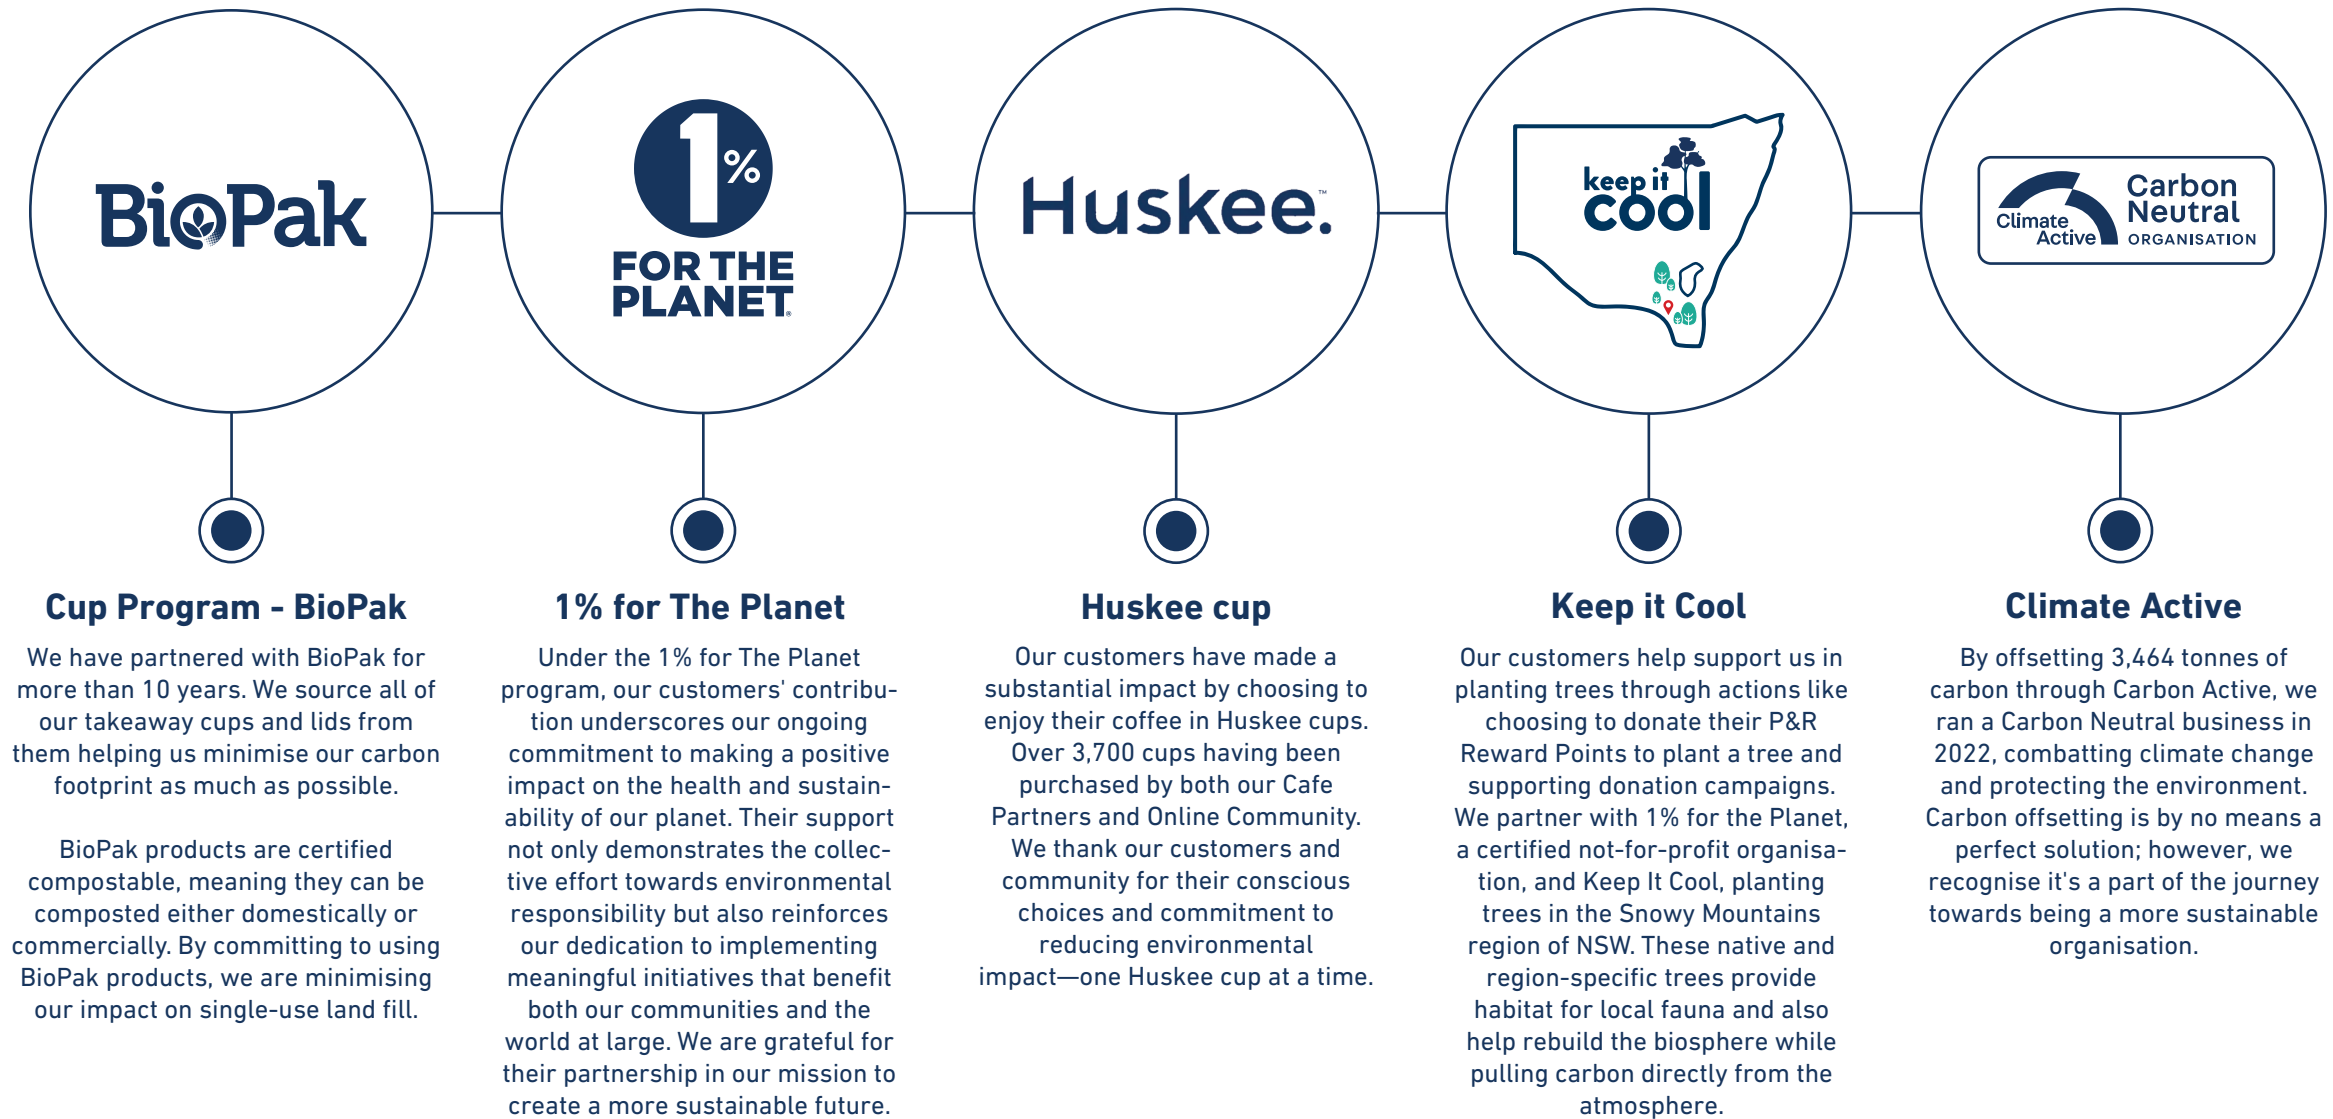 BioPak
1%
FOR THE
PLANET®
Huskee.™
keep it
cool
Climate
Active
Carbon
Neutral
ORGANISATION
Cup Program - BioPak
We have partnered with BioPak for
more than 10 years. We source all of
our takeaway cups and lids from
them helping us minimise our carbon
footprint as much as possible.
BioPak products are certified
compostable, meaning they can be
composted either domestically or
commercially. By committing to using
BioPak products, we are minimising
our impact on single-use land fill.
1% for The Planet
Under the 1% for The Planet
program, our customers' contribu-
tion underscores our ongoing
commitment to making a positive
impact on the health and sustain-
ability of our planet. Their support
not only demonstrates the collec-
tive effort towards environmental
responsibility but also reinforces
our dedication to implementing
meaningful initiatives that benefit
both our communities and the
world at large. We are grateful for
their partnership in our mission to
create a more sustainable future.
Huskee cup
Our customers have made a
substantial impact by choosing to
enjoy their coffee in Huskee cups.
Over 3,700 cups having been
purchased by both our Cafe
Partners and Online Community.
We thank our customers and
community for their conscious
choices and commitment to
reducing environmental
impact—one Huskee cup at a time.
Keep it Cool
Our customers help support us in
planting trees through actions like
choosing to donate their P&R
Reward Points to plant a tree and
supporting donation campaigns.
We partner with 1% for the Planet,
a certified not-for-profit organisa-
tion, and Keep It Cool, planting
trees in the Snowy Mountains
region of NSW. These native and
region-specific trees provide
habitat for local fauna and also
help rebuild the biosphere while
pulling carbon directly from the
atmosphere.
Climate Active
By offsetting 3,464 tonnes of
carbon through Carbon Active, we
ran a Carbon Neutral business in
2022, combatting climate change
and protecting the environment.
Carbon offsetting is by no means a
perfect solution; however, we
recognise it's a part of the journey
towards being a more sustainable
organisation.